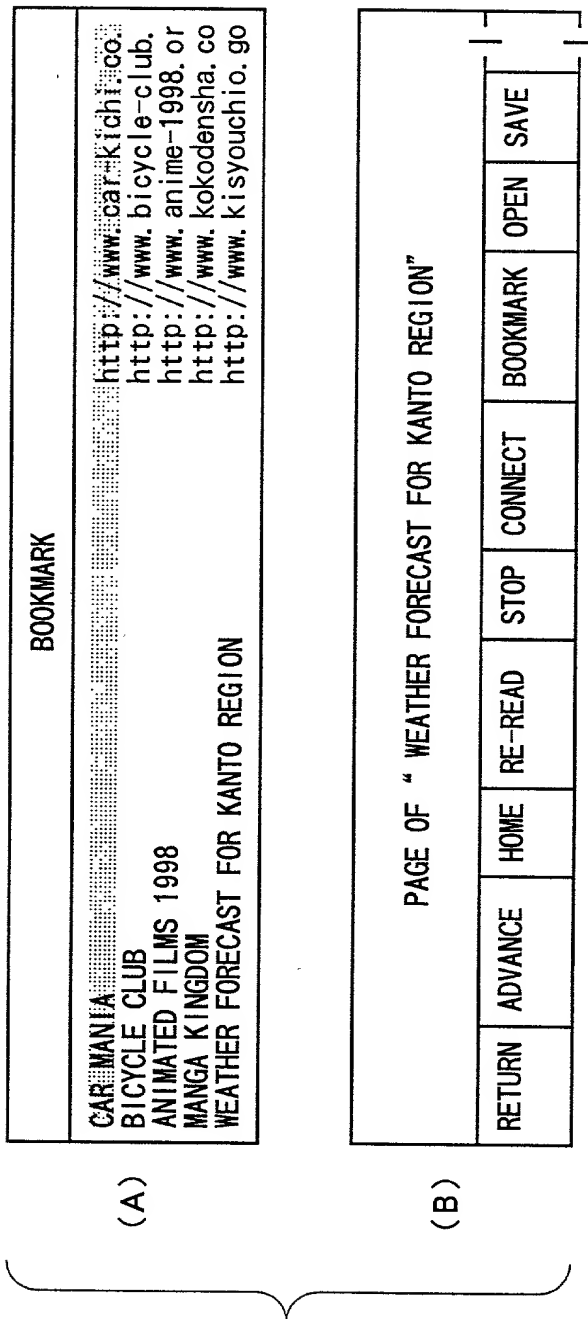 (A)
BOOKMARK
CAR MANIA http://www.car-kichi.co.
BICYCLE CLUB http://www.bicycle-club.
ANIMATED FILMS 1998 http://www.anime-1998.or
MANGA KINGDOM http://www.kokodensha.co
WEATHER FORECAST FOR KANTO REGION http://www.kisyouchio.go
(B)
PAGE OF “ WEATHER FORECAST FOR KANTO REGION”
RETURN ADVANCE HOME RE-READ STOP CONNECT BOOKMARK OPEN SAVE